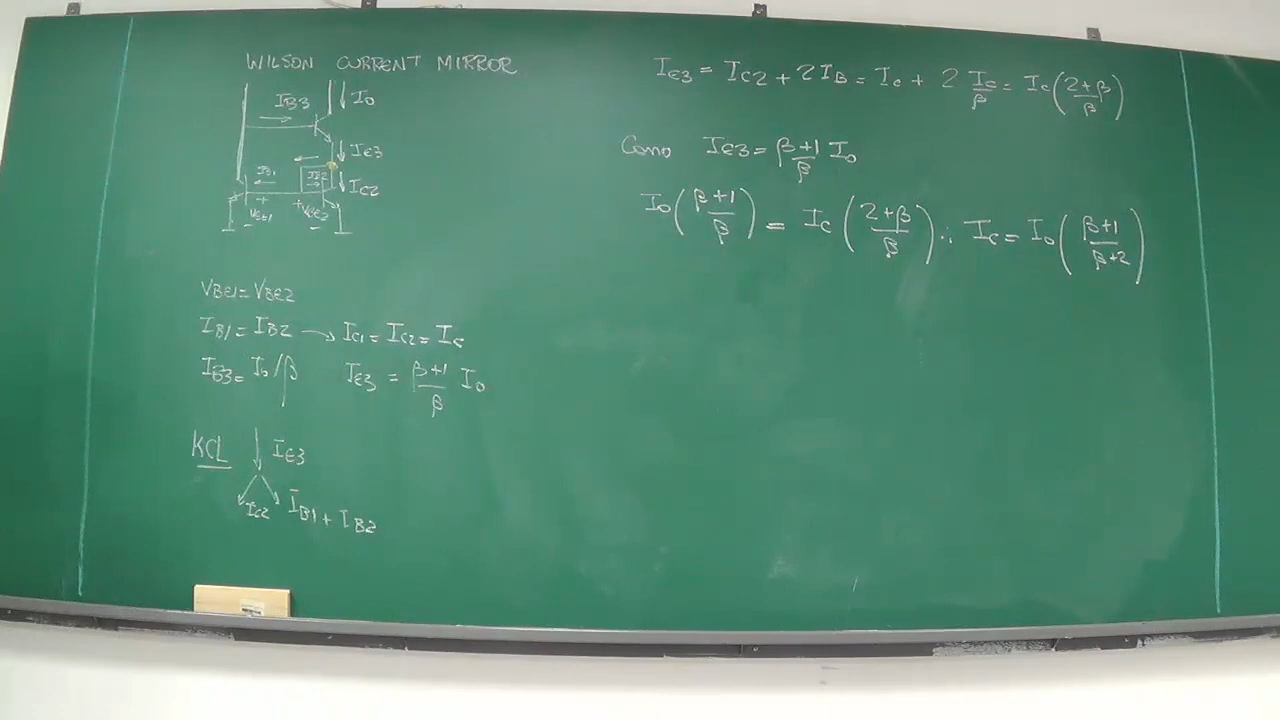 WILSON CURRENT MIRROR
IB3
I0
IE3
IB1
IB2
IC2
+
VBE1
-
+
VBE2
-
VBE1 = VBE2
IB1 = IB2 → IC1 = IC2 = Ic
IB3 = I0/β
IE3 = β+1/β I0
KCL
IE3
IC2
IB1 + IB2
IE3 = IC2 + 2IB = Ic + 2 Ic/β = Ic(2+β/β)
Como IE3 = β+1/β I0
I0(β+1/β) = Ic(2+β/β) ∴ Ic = I0(β+1/β+2)